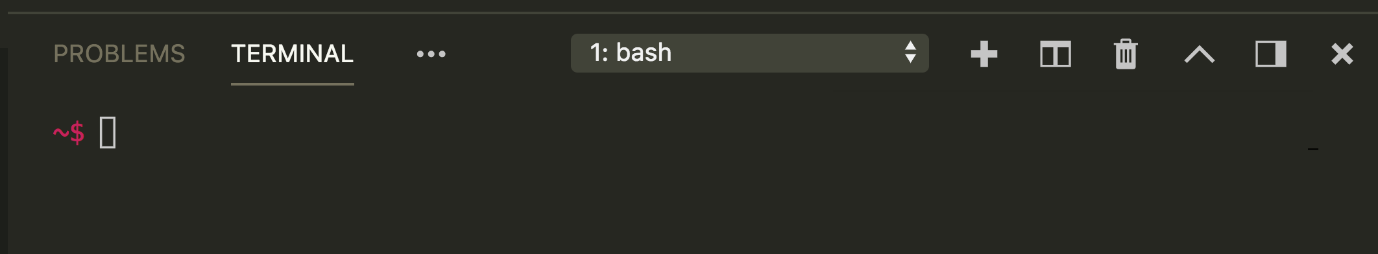 PROBLEMS TERMINAL ••• 1: bash
~$